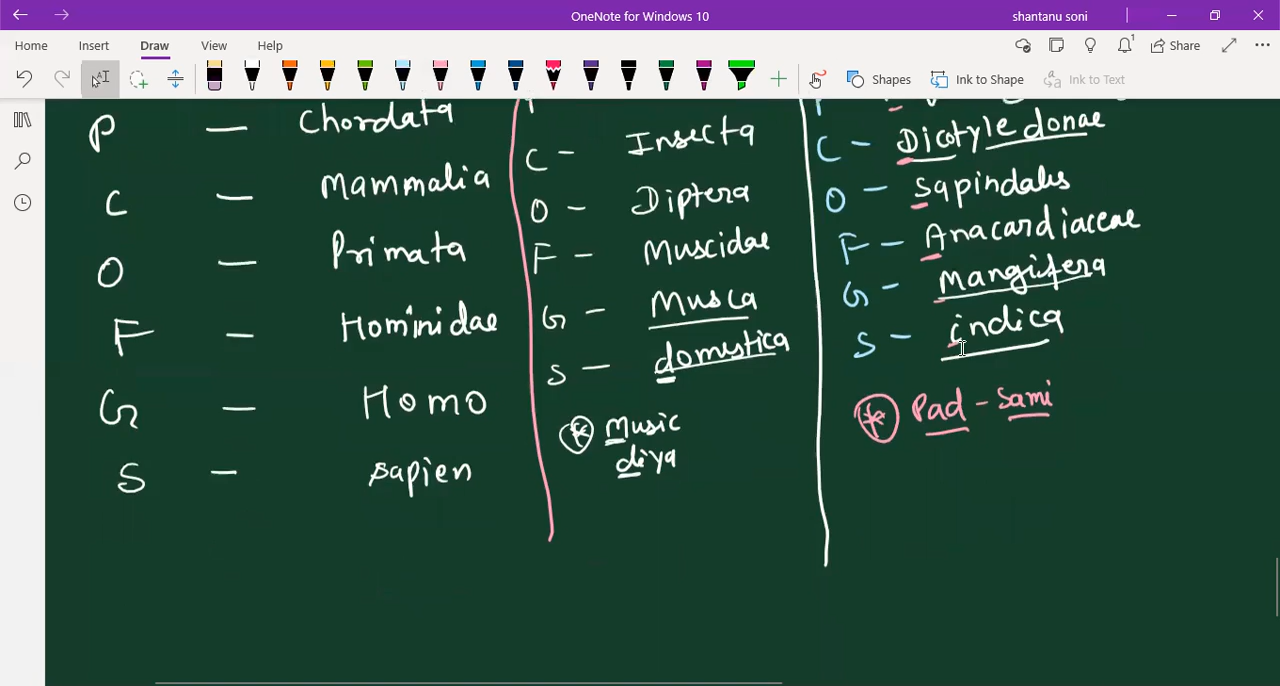 OneNote for Windows 10
shantanu soni
Home Insert Draw View Help
Share
Shapes
Ink to Shape
Ink to Text
P — Chordata
C — Mammalia
O — Primata
F — Hominidae
G — Homo
S — sapien
C — Insecta
O — Diptera
F — Muscidae
G — Musca
S — domestica
* Music
diya
C — Dicotyledonae
O — Sapindales
F — Anacardiaceae
G — Mangifera
S — indica
* Pad - Sami